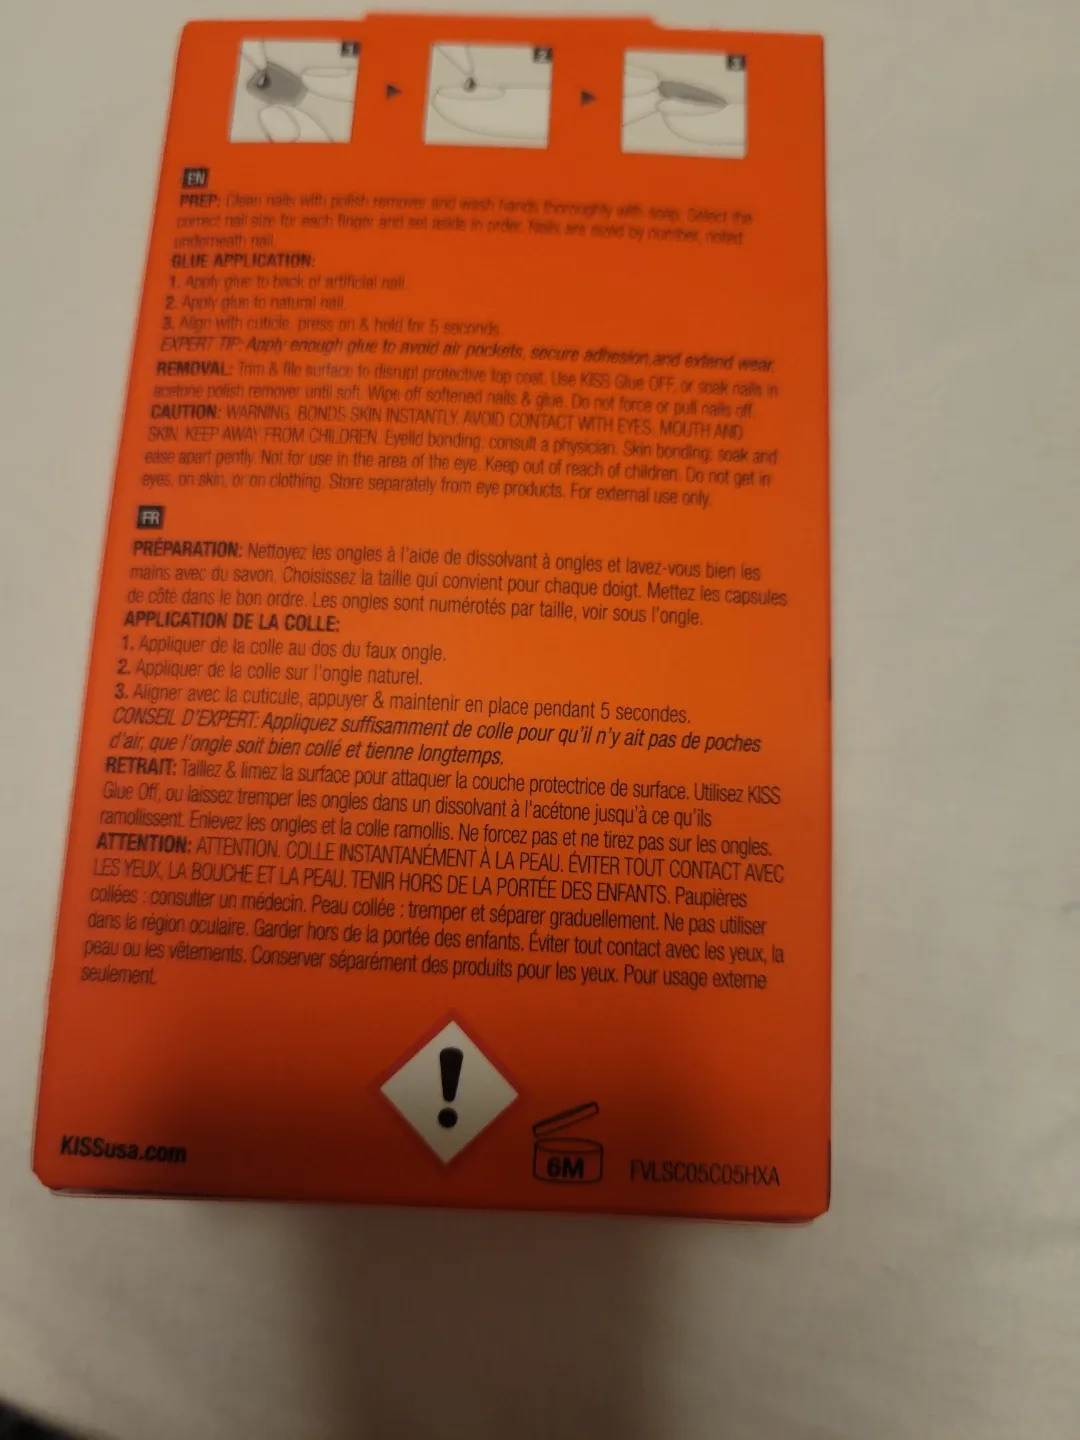 1
2
3
EN
PREP: Clean nails with polish remover and wash hands thoroughly with soap. Select the
correct nail size for each finger and set aside in order. Nails are sized by number, noted
underneath nail.
GLUE APPLICATION:
1. Apply glue to back of artificial nail.
2. Apply glue to natural nail.
3. Align with cuticle, press on & hold for 5 seconds.
EXPERT TIP: Apply enough glue to avoid air pockets, secure adhesion,and extend wear.
REMOVAL: Trim & file surface to disrupt protective top coat. Use KISS Glue OFF, or soak nails in
acetone polish remover until soft. Wipe off softened nails & glue. Do not force or pull nails off.
CAUTION: WARNING. BONDS SKIN INSTANTLY. AVOID CONTACT WITH EYES, MOUTH AND
SKIN. KEEP AWAY FROM CHILDREN. Eyelid bonding: consult a physician. Skin bonding: soak and
ease apart gently. Not for use in the area of the eye. Keep out of reach of children. Do not get in
eyes, on skin, or on clothing. Store separately from eye products. For external use only.
FR
PRÉPARATION: Nettoyez les ongles à l'aide de dissolvant à ongles et lavez-vous bien les
mains avec du savon. Choisissez la taille qui convient pour chaque doigt. Mettez les capsules
de côté dans le bon ordre. Les ongles sont numérotés par taille, voir sous l'ongle.
APPLICATION DE LA COLLE:
1. Appliquer de la colle au dos du faux ongle.
2. Appliquer de la colle sur l'ongle naturel.
3. Aligner avec la cuticule, appuyer & maintenir en place pendant 5 secondes.
CONSEIL D'EXPERT: Appliquez suffisamment de colle pour qu'il n'y ait pas de poches
d'air, que l'ongle soit bien collé et tienne longtemps.
RETRAIT: Taillez & limez la surface pour attaquer la couche protectrice de surface. Utilisez KISS
Glue Off, ou laissez tremper les ongles dans un dissolvant à l'acétone jusqu'à ce qu'ils
ramollissent. Enlevez les ongles et la colle ramollis. Ne forcez pas et ne tirez pas sur les ongles.
ATTENTION: ATTENTION. COLLE INSTANTANÉMENT À LA PEAU. ÉVITER TOUT CONTACT AVEC
LES YEUX, LA BOUCHE ET LA PEAU. TENIR HORS DE LA PORTÉE DES ENFANTS. Paupières
collées : consulter un médecin. Peau collée : tremper et séparer graduellement. Ne pas utiliser
dans la région oculaire. Garder hors de la portée des enfants. Éviter tout contact avec les yeux, la
peau ou les vêtements. Conserver séparément des produits pour les yeux. Pour usage externe
seulement.
KISSusa.com
6M
FVLSC05C05HXA